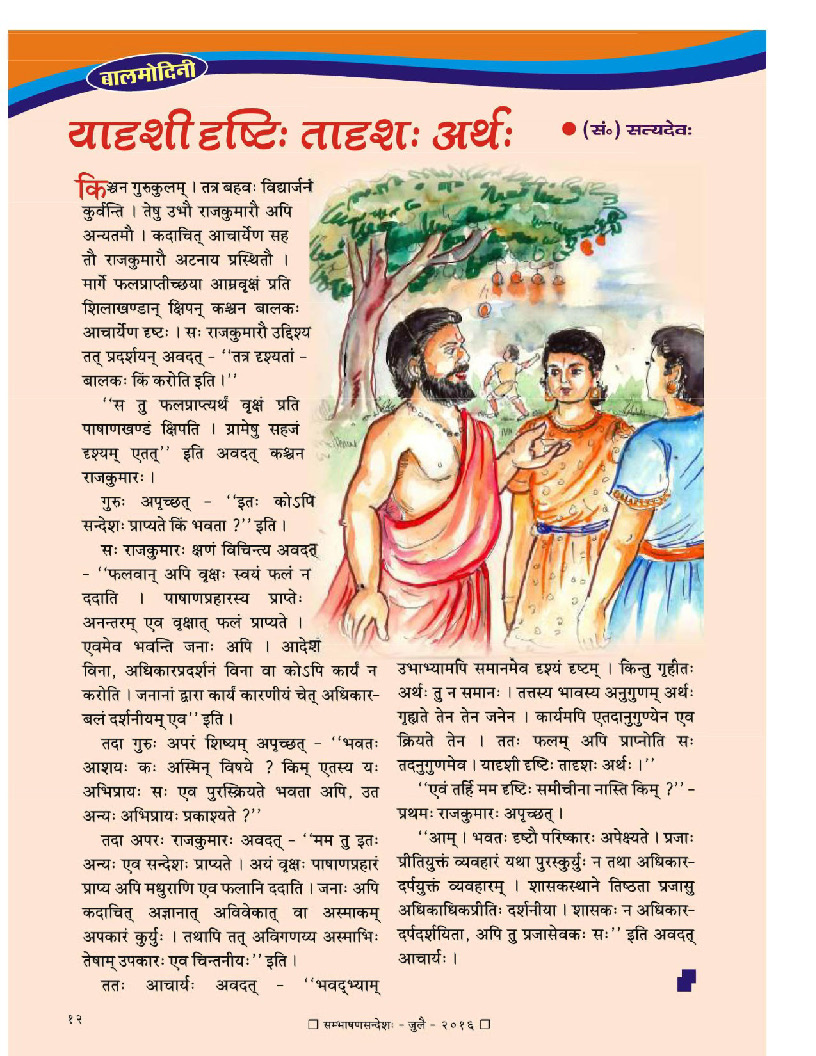 बालमोदिनी
यादृशी दृष्टिः तादृशः अर्थः
● (सं॰) सत्यदेवः
किञ्चन गुरुकुलम् । तत्र बहवः विद्यार्जनं
कुर्वन्ति । तेषु उभौ राजकुमारौ अपि
अन्यतमौ । कदाचित् आचार्येण सह
तौ राजकुमारौ अटनाय प्रस्थितौ ।
मार्गे फलप्राप्तीच्छया आम्रवृक्षं प्रति
शिलाखण्डान् क्षिपन् कश्चन बालकः
आचार्येण दृष्टः । सः राजकुमारौ उद्दिश्य
तत् प्रदर्शयन् अवदत् - ‘‘तत्र दृश्यतां -
बालकः किं करोति इति ।’’
‘‘स तु फलप्राप्त्यर्थं वृक्षं प्रति
पाषाणखण्डं क्षिपति । ग्रामेषु सहजं
दृश्यम् एतत्’’ इति अवदत् कश्चन
राजकुमारः ।
गुरुः अपृच्छत् - ‘‘इतः कोऽपि
सन्देशः प्राप्यते किं भवता ?’’ इति ।
सः राजकुमारः क्षणं विचिन्त्य अवदत्
- ‘‘फलवान् अपि वृक्षः स्वयं फलं न
ददाति । पाषाणप्रहारस्य प्राप्तेः
अनन्तरम् एव वृक्षात् फलं प्राप्यते ।
एवमेव भवन्ति जनाः अपि । आदेशं
विना, अधिकारप्रदर्शनं विना वा कोऽपि कार्यं न
करोति । जनानां द्वारा कार्यं कारणीयं चेत् अधिकार-
बलं दर्शनीयम् एव’’ इति ।
तदा गुरुः अपरं शिष्यम् अपृच्छत् - ‘‘भवतः
आशयः कः अस्मिन् विषये ? किम् एतस्य यः
अभिप्रायः सः एव पुरस्क्रियते भवता अपि, उत
अन्यः अभिप्रायः प्रकाश्यते ?’’
तदा अपरः राजकुमारः अवदत् - ‘‘मम तु इतः
अन्यः एव सन्देशः प्राप्यते । अयं वृक्षः पाषाणप्रहारं
प्राप्य अपि मधुराणि एव फलानि ददाति । जनाः अपि
कदाचित् अज्ञानात् अविवेकात् वा अस्माकम्
अपकारं कुर्युः । तथापि तत् अविगणय्य अस्माभिः
तेषाम् उपकारः एव चिन्तनीयः’’ इति ।
ततः आचार्यः अवदत् - ‘‘भवद्भ्याम्
उभाभ्यामपि समानमेव दृश्यं दृष्टम् । किन्तु गृहीतः
अर्थः तु न समानः । तत्तस्य भावस्य अनुगुणम् अर्थः
गृह्यते तेन तेन जनेन । कार्यमपि एतदानुगुण्येन एव
क्रियते तेन । ततः फलम् अपि प्राप्नोति सः
तदनुगुणमेव । यादृशी दृष्टिः तादृशः अर्थः ।’’
‘‘एवं तर्हि मम दृष्टिः समीचीना नास्ति किम् ?’’ -
प्रथमः राजकुमारः अपृच्छत् ।
‘‘आम् । भवतः दृष्टौ परिष्कारः अपेक्ष्यते । प्रजाः
प्रीतियुक्तं व्यवहारं यथा पुरस्कुर्युः न तथा अधिकार-
दर्पयुक्तं व्यवहारम् । शासकस्थाने तिष्ठता प्रजासु
अधिकाधिकप्रीतिः दर्शनीया । शासकः न अधिकार-
दर्पदर्शयिता, अपि तु प्रजासेवकः सः’’ इति अवदत्
आचार्यः ।
१२
□ सम्भाषणसन्देशः - जुलै - २०१६ □